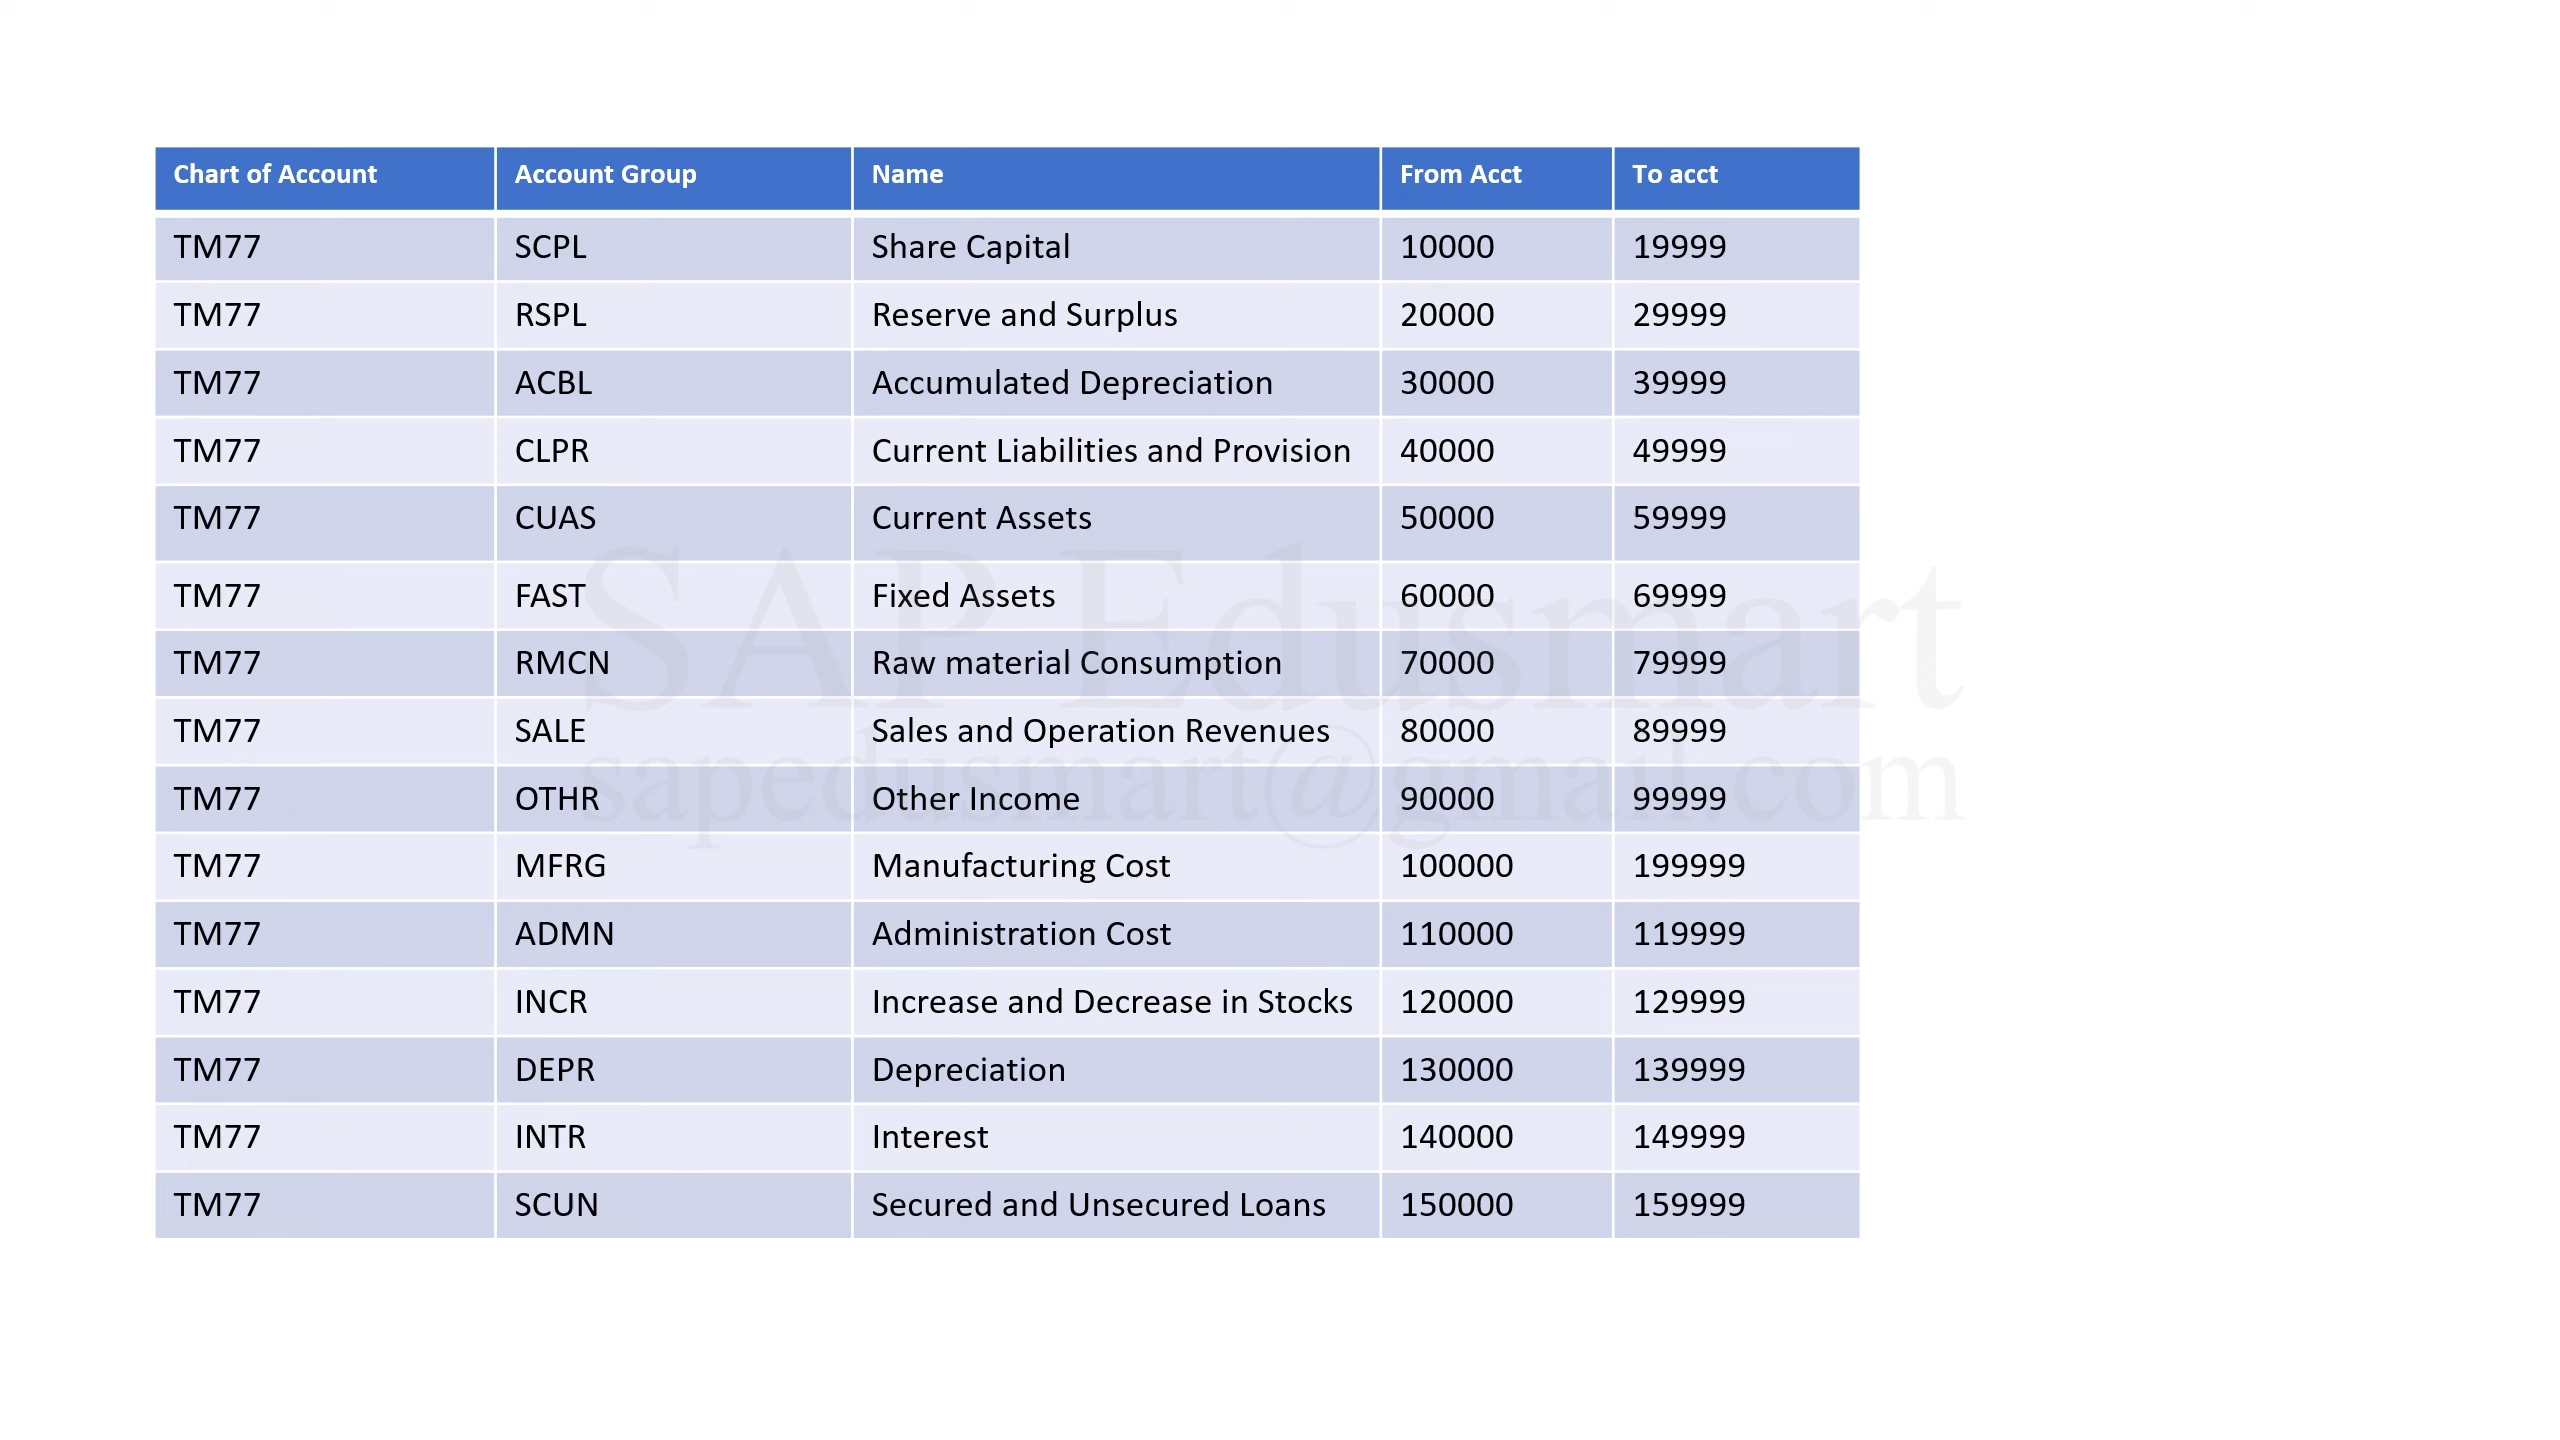 Chart of Account Account Group Name From Acct To acct
TM77 SCPL Share Capital 10000 19999
TM77 RSPL Reserve and Surplus 20000 29999
TM77 ACBL Accumulated Depreciation 30000 39999
TM77 CLPR Current Liabilities and Provision 40000 49999
TM77 CUAS Current Assets 50000 59999
TM77 FAST Fixed Assets 60000 69999
TM77 RMCN Raw material Consumption 70000 79999
TM77 SALE Sales and Operation Revenues 80000 89999
TM77 OTHR Other Income 90000 99999
TM77 MFRG Manufacturing Cost 100000 199999
TM77 ADMN Administration Cost 110000 119999
TM77 INCR Increase and Decrease in Stocks 120000 129999
TM77 DEPR Depreciation 130000 139999
TM77 INTR Interest 140000 149999
TM77 SCUN Secured and Unsecured Loans 150000 159999
SAP Edusmart
sapedusmart@gmail.com